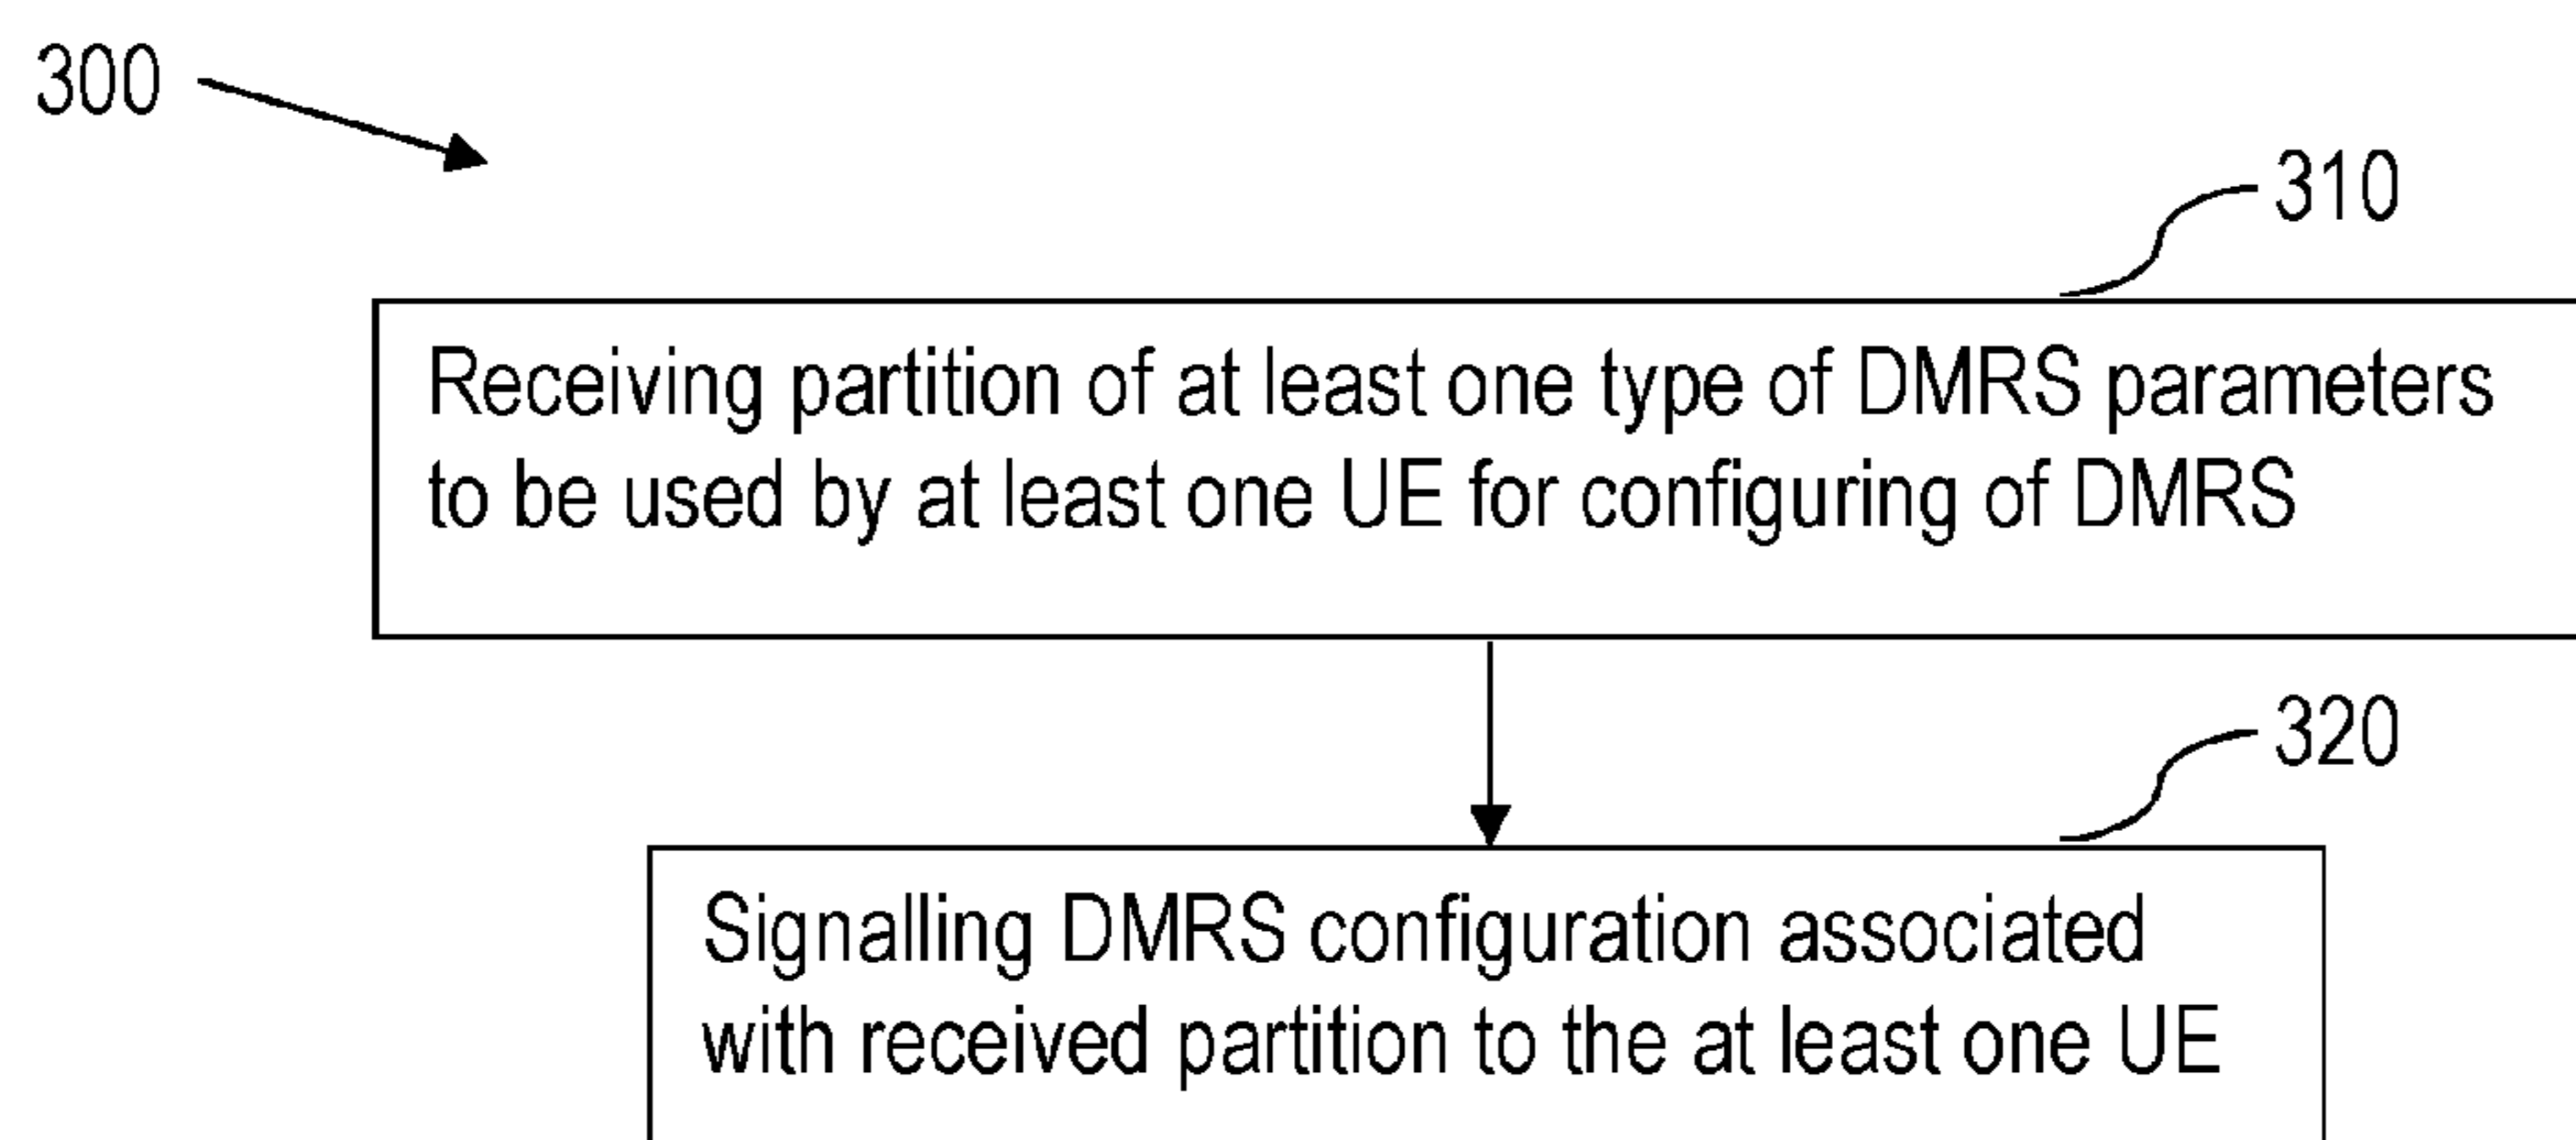 300
310
Receiving partition of at least one type of DMRS parameters
to be used by at least one UE for configuring of DMRS
320
Signalling DMRS configuration associated
with received partition to the at least one UE